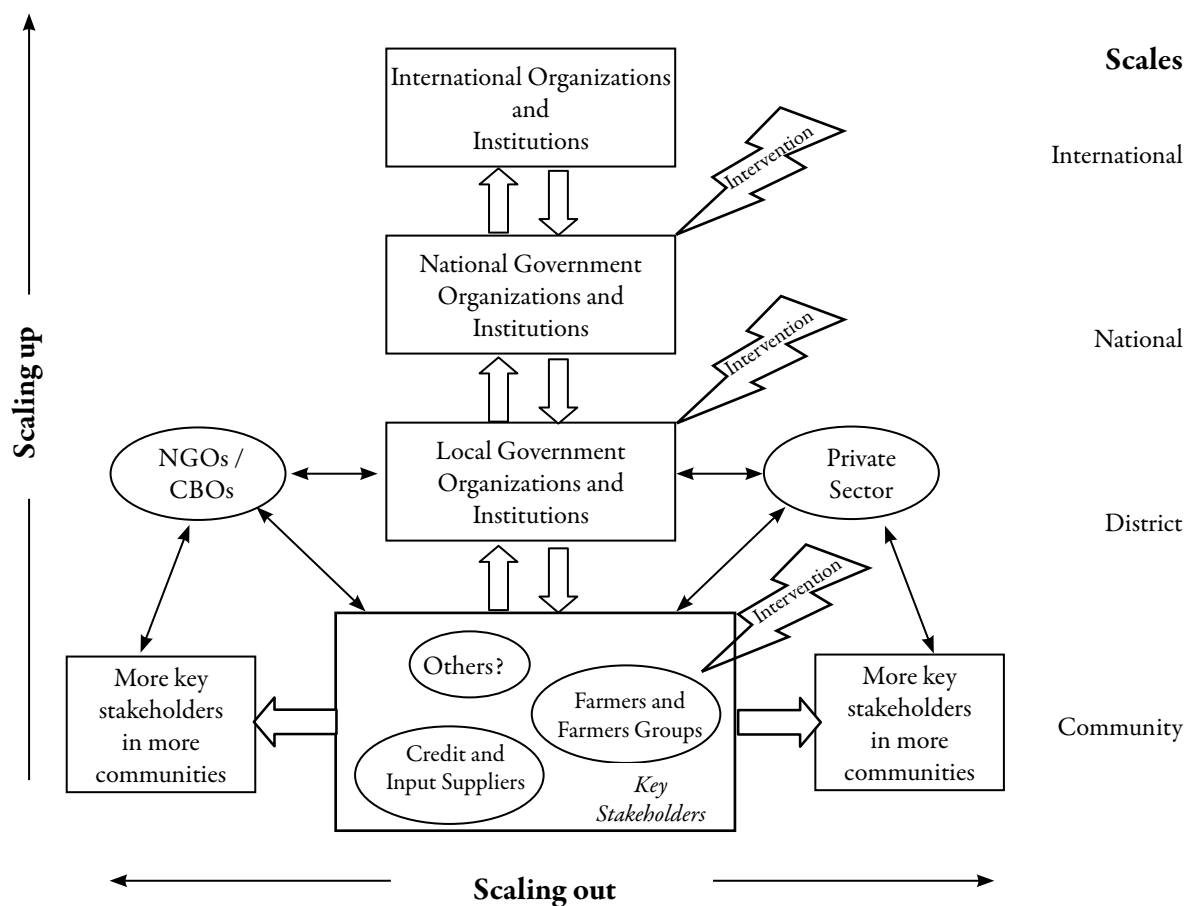 Scales
International Organizations
and
Institutions
Intervention
International
National Government
Organizations and
Institutions
Intervention
National
Scaling up
NGOs /
CBOs
Local Government
Organizations and
Institutions
Private
Sector
District
Intervention
More key
stakeholders
in more
communities
Others?
Farmers and
Farmers Groups
Credit and
Input Suppliers
Key
Stakeholders
More key
stakeholders
in more
communities
Community
Scaling out